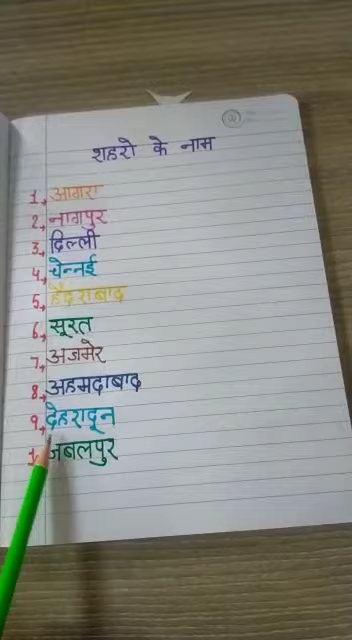 शहरो के नाम
1, आगरा
2, नागपुर
3, दिल्ली
4, चेन्नई
5, हैदराबाद
6, सूरत
7, अजमेर
8, अहमदाबाद
9, देहरादून
1 जबलपुर